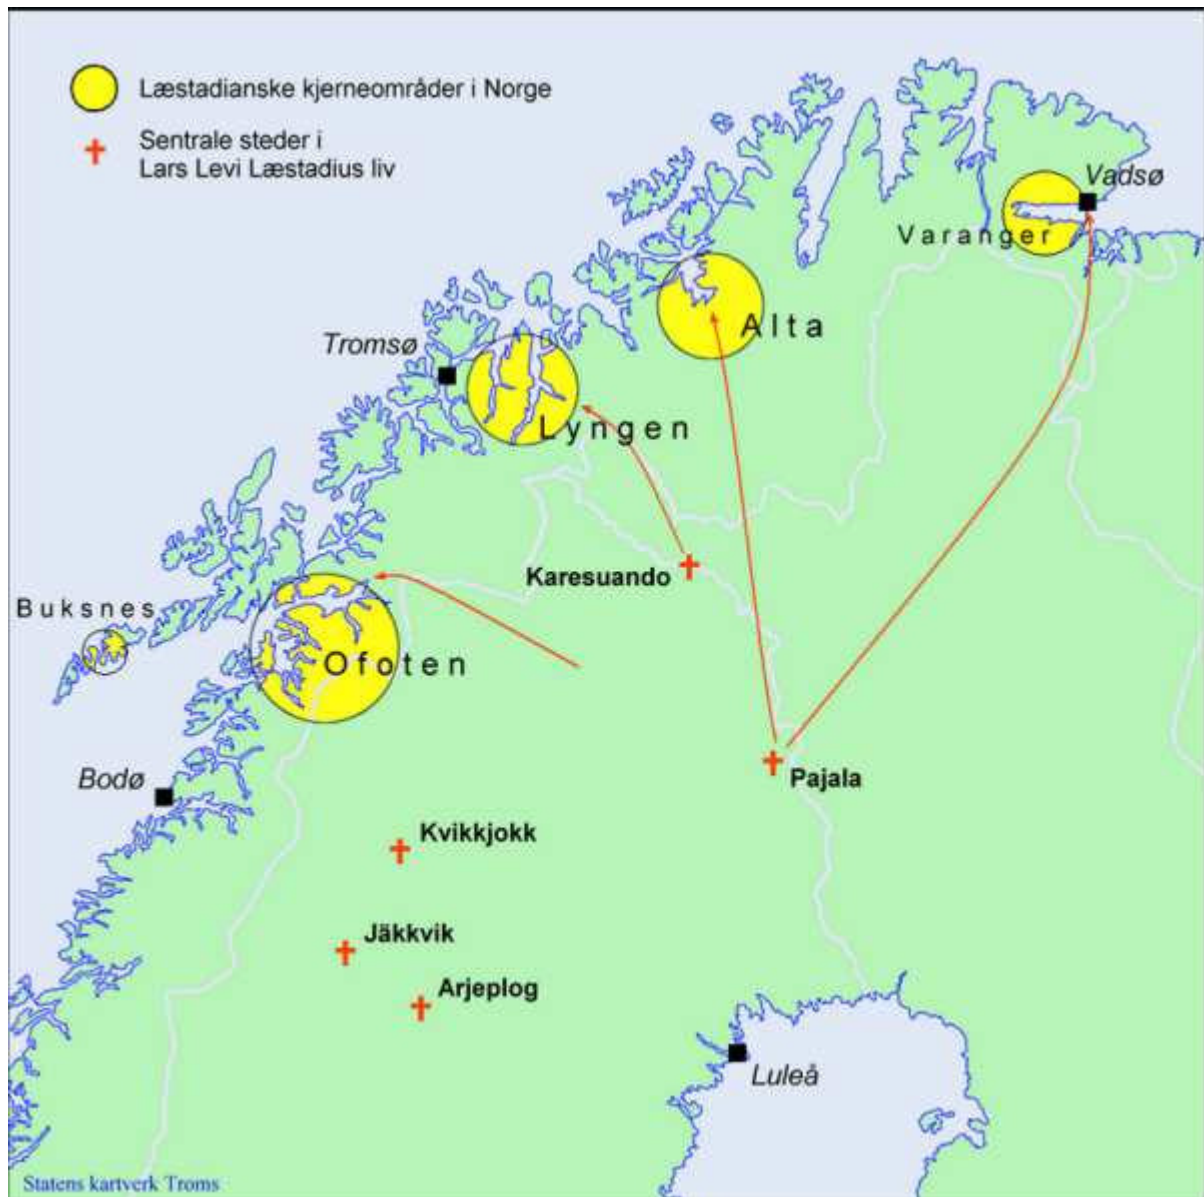 Læstadianske kjerneområder i Norge
Sentrale steder i
Lars Levi Læstadius liv
Vadsø
Varanger
Alta
Tromsø
Lyngen
Karesuando
Buksnes
Ofoten
Bodø
Pajala
Kvikkjokk
Jäkkvik
Arjeplog
Luleå
Statens kartverk Troms